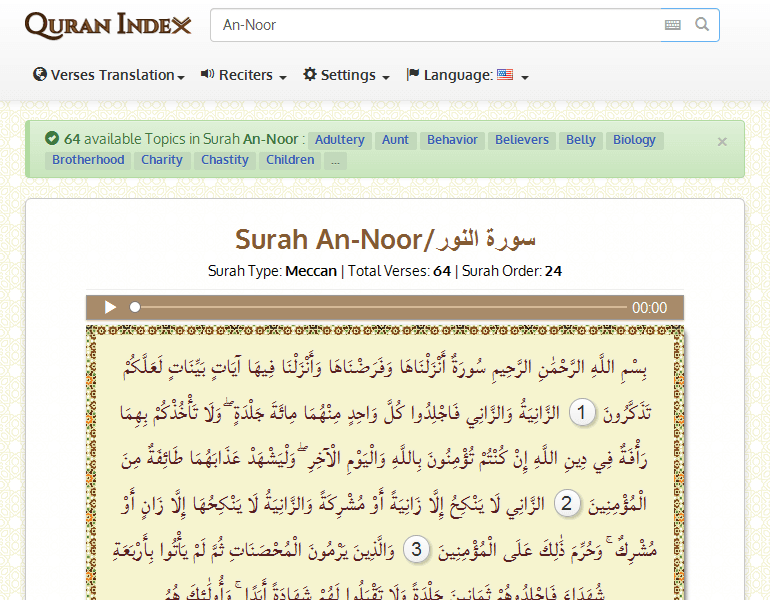 QURAN INDEX
An-Noor
Verses Translation Reciters Settings Language:
64 available Topics in Surah An-Noor : Adultery Aunt Behavior Believers Belly Biology ×
Brotherhood Charity Chastity Children ...
Surah An-Noor/سورة النور
Surah Type: Meccan | Total Verses: 64 | Surah Order: 24
00:00
بِسْمِ اللَّهِ الرَّحْمَٰنِ الرَّحِيمِ سُورَةٌ أَنْزَلْنَاهَا وَفَرَضْنَاهَا وَأَنْزَلْنَا فِيهَا آيَاتٍ بَيِّنَاتٍ لَعَلَّكُمْ
تَذَكَّرُونَ 1 الزَّانِيَةُ وَالزَّانِي فَاجْلِدُوا كُلَّ وَاحِدٍ مِنْهُمَا مِائَةَ جَلْدَةٍ ۖ وَلَا تَأْخُذْكُمْ بِهِمَا
رَأْفَةٌ فِي دِينِ اللَّهِ إِنْ كُنْتُمْ تُؤْمِنُونَ بِاللَّهِ وَالْيَوْمِ الْآخِرِ ۖ وَلْيَشْهَدْ عَذَابَهُمَا طَائِفَةٌ مِنَ
الْمُؤْمِنِينَ 2 الزَّانِي لَا يَنْكِحُ إِلَّا زَانِيَةً أَوْ مُشْرِكَةً وَالزَّانِيَةُ لَا يَنْكِحُهَا إِلَّا زَانٍ أَوْ
مُشْرِكٌ ۚ وَحُرِّمَ ذَٰلِكَ عَلَى الْمُؤْمِنِينَ 3 وَالَّذِينَ يَرْمُونَ الْمُحْصَنَاتِ ثُمَّ لَمْ يَأْتُوا بِأَرْبَعَةِ
شُهَدَاءَ فَاجْلِدُوهُمْ ثَمَانِينَ جَلْدَةً وَلَا تَقْبَلُوا لَهُمْ شَهَادَةً أَبَدًا ۚ وَأُولَٰئِكَ هُمُ